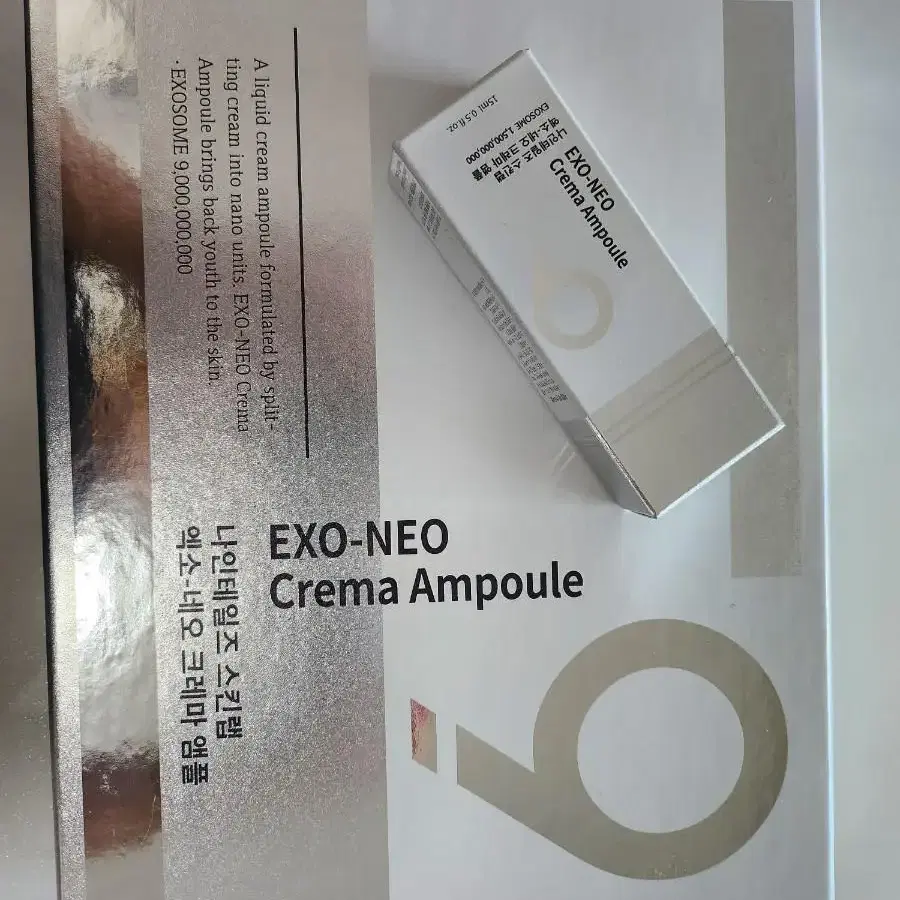 A liquid cream ampoule formulated by split-
ting cream into nano units. EXO-NEO Crema
Ampoule brings back youth to the skin.
· EXOSOME 9,000,000,000
EXO-NEO
Crema Ampoule
나인테일즈 스킨랩
엑소-네오 크레마 앰플
EXO-NEO
Crema Ampoule
나인테일즈 스킨랩
엑소-네오 크레마 앰플
EXOSOME 1,500,000,000
15ml 0.5 fl.oz.